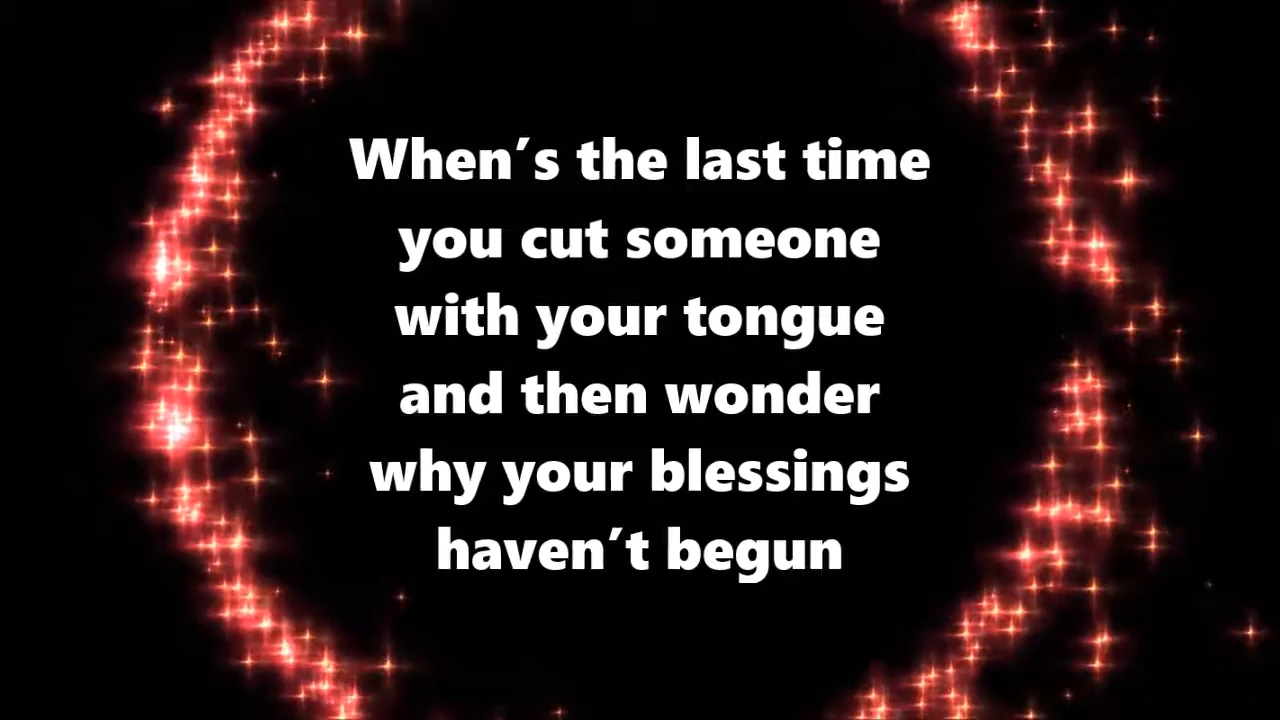 When′s the last time
you cut someone
with your tongue
and then wonder
why your blessings
haven′t begun